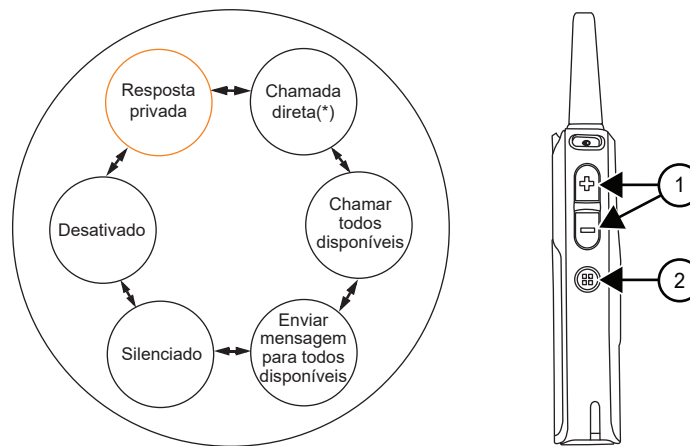 Resposta
privada
Chamada
direta(*)
Chamar
todos
disponíveis
Enviar
mensagem
para todos
disponíveis
Silenciado
Desativado
1
2